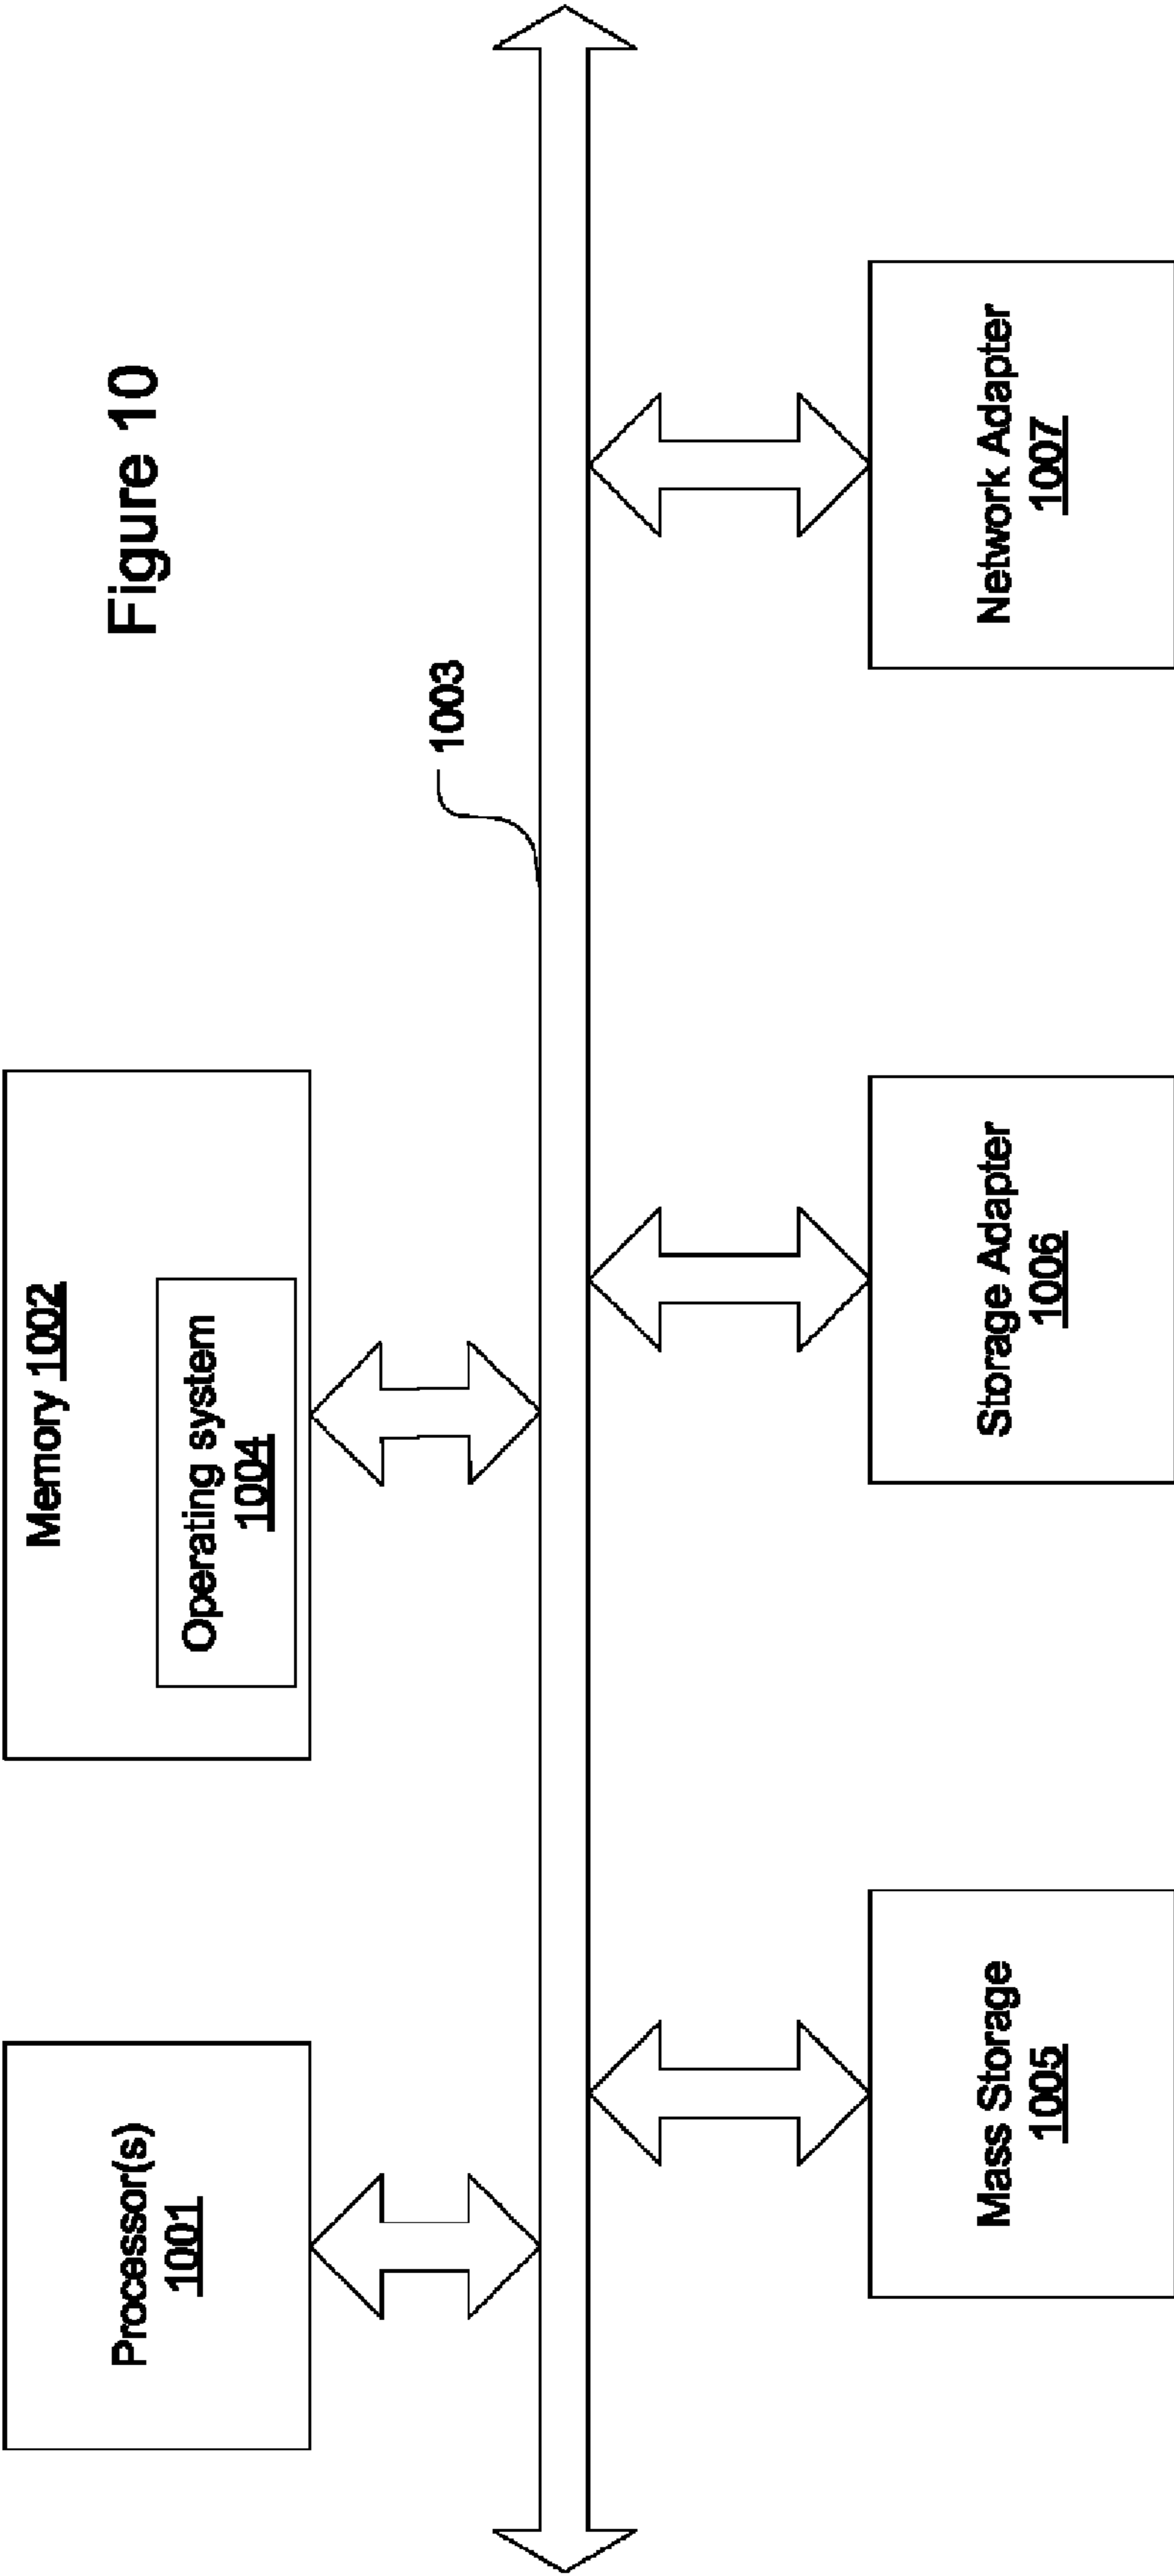 Figure 10
Processor(s)
1001
Memory 1002
Operating system
1004
1003
Mass Storage
1005
Storage Adapter
1006
Network Adapter
1007